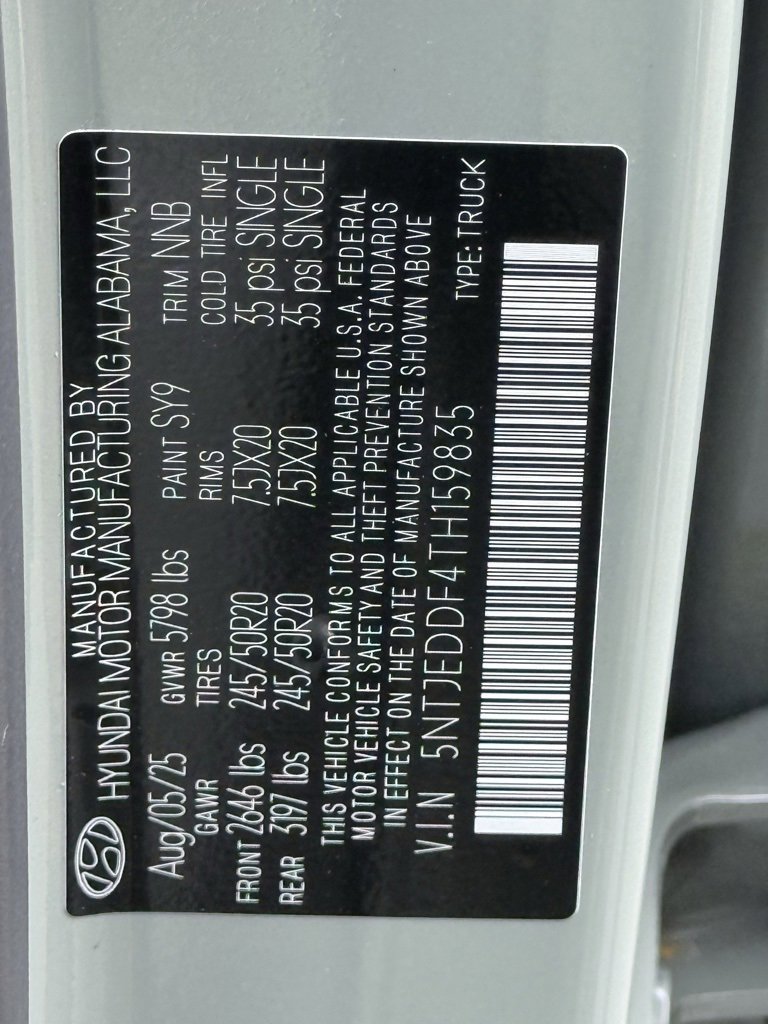 MANUFACTURED BY
HYUNDAI MOTOR MANUFACTURING ALABAMA, LLC
Aug/05/25 GVWR 5798 lbs PAINT SY9 TRIM NNB
GAWR TIRES RIMS COLD TIRE INFL
FRONT 2646 lbs 245/50R20 7.5JX20 35 psi SINGLE
REAR 3197 lbs 245/50R20 7.5JX20 35 psi SINGLE
THIS VEHICLE CONFORMS TO ALL APPLICABLE U.S.A. FEDERAL
MOTOR VEHICLE SAFETY AND THEFT PREVENTION STANDARDS
IN EFFECT ON THE DATE OF MANUFACTURE SHOWN ABOVE
V.I.N 5NTJEDDF4TH159835 TYPE: TRUCK